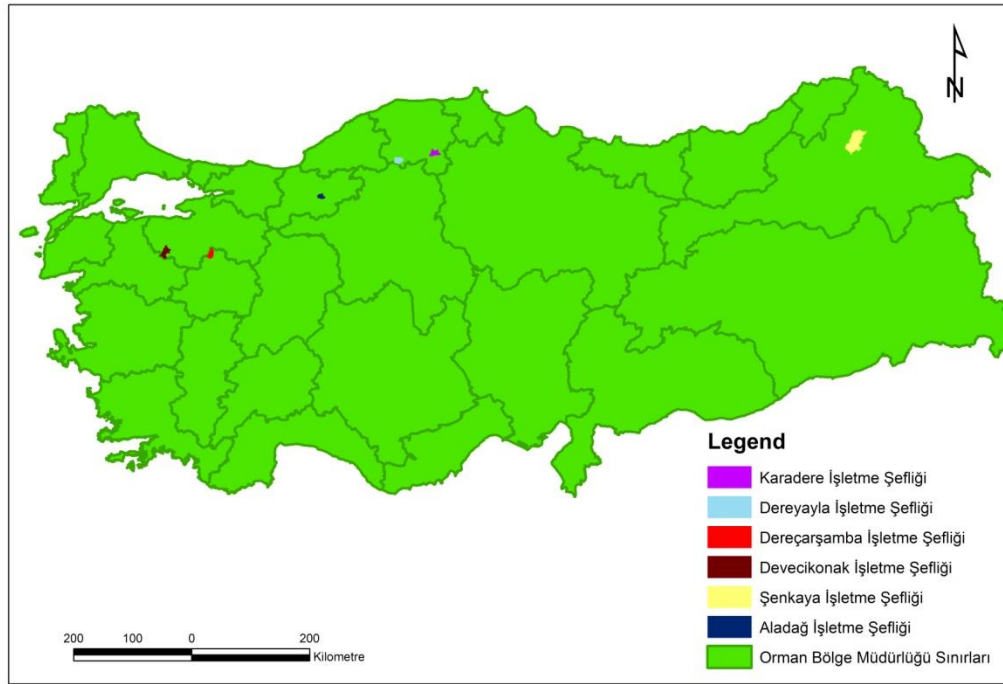 N
Legend
Karadere İşletme Şefliği
Dereyayla İşletme Şefliği
Dereçarşamba İşletme Şefliği
Devecikonak İşletme Şefliği
Şenkaya İşletme Şefliği
Aladağ İşletme Şefliği
Orman Bölge Müdürlüğü Sınırları
200 100 0 200
Kilometre